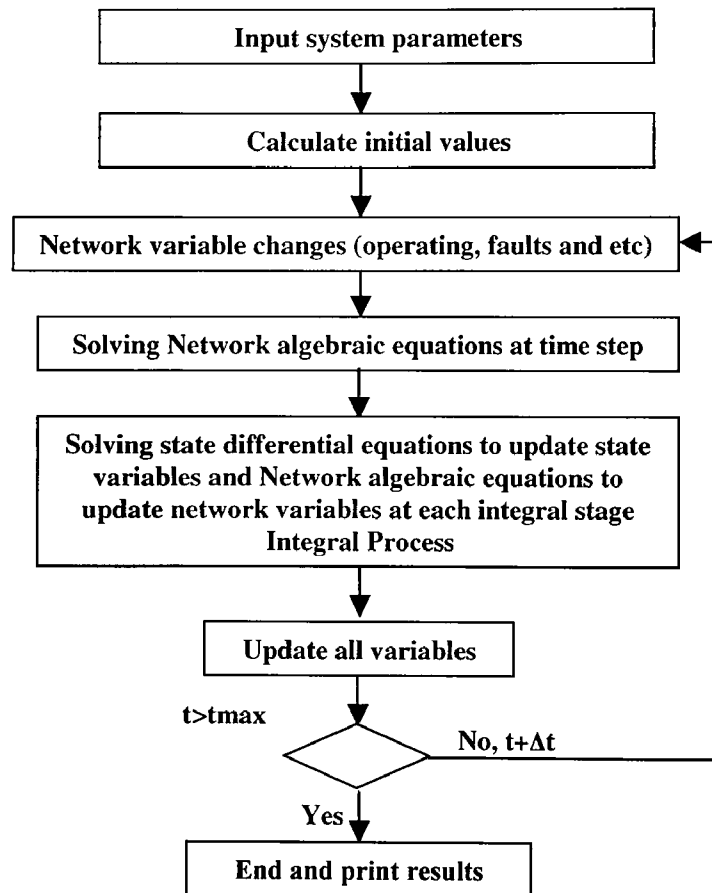 Input system parameters
Calculate initial values
Network variable changes (operating, faults and etc)
Solving Network algebraic equations at time step
Solving state differential equations to update state
variables and Network algebraic equations to
update network variables at each integral stage
Integral Process
Update all variables
t>tmax
No, t+Δt
Yes
End and print results